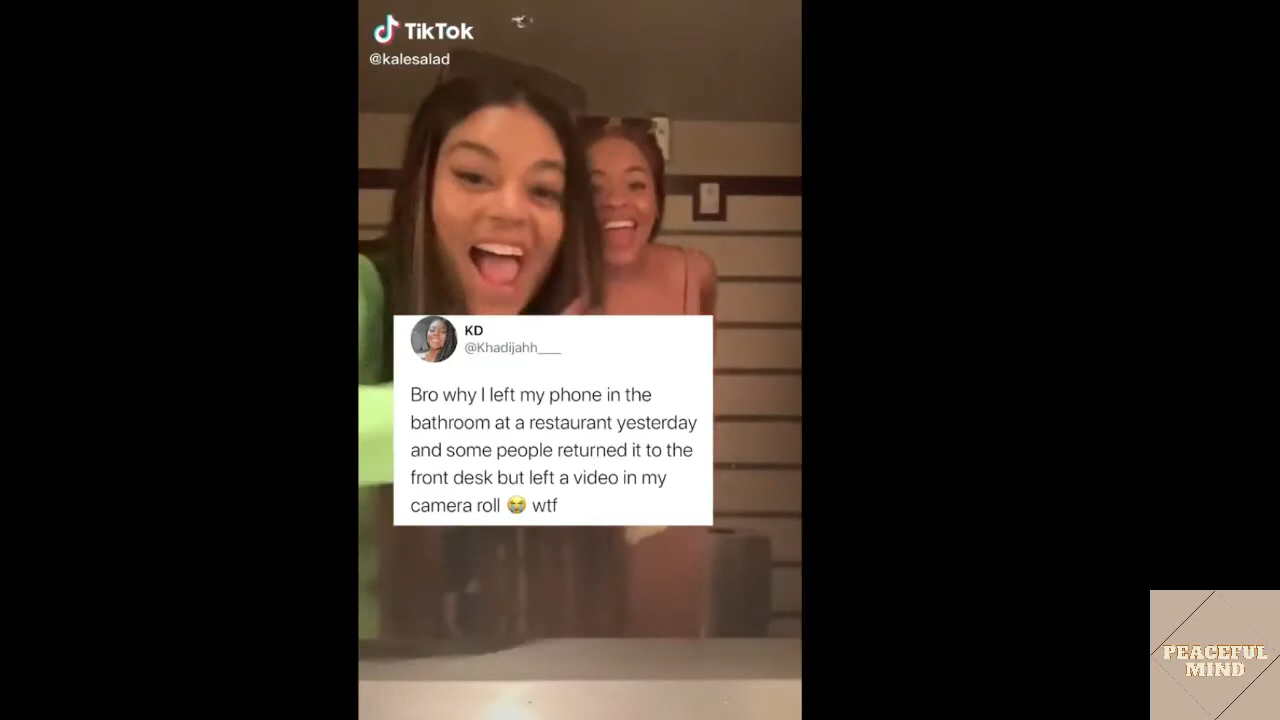 TikTok
@kalesalad
KD
@Khadijahh____
Bro why I left my phone in the
bathroom at a restaurant yesterday
and some people returned it to the
front desk but left a video in my
camera roll 😭 wtf
PEACEFUL
MIND